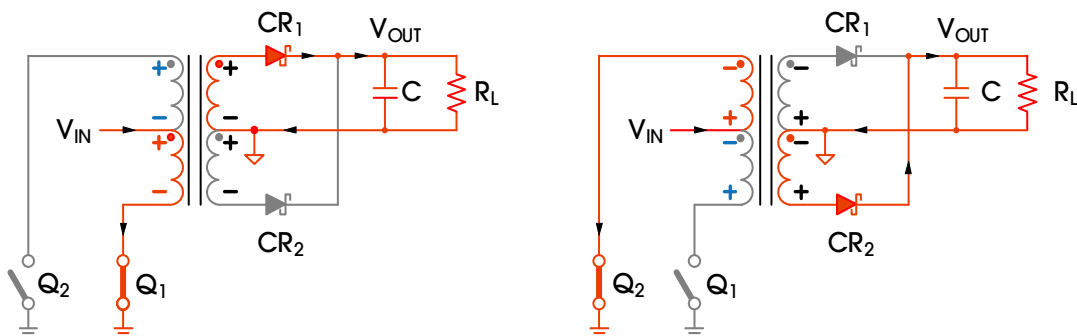 CR1
VOUT
+ +
− −
VIN
C
RL
+ +
− −
CR2
Q2
Q1
CR1
VOUT
− −
+ +
VIN
C
RL
− −
+ +
CR2
Q2
Q1